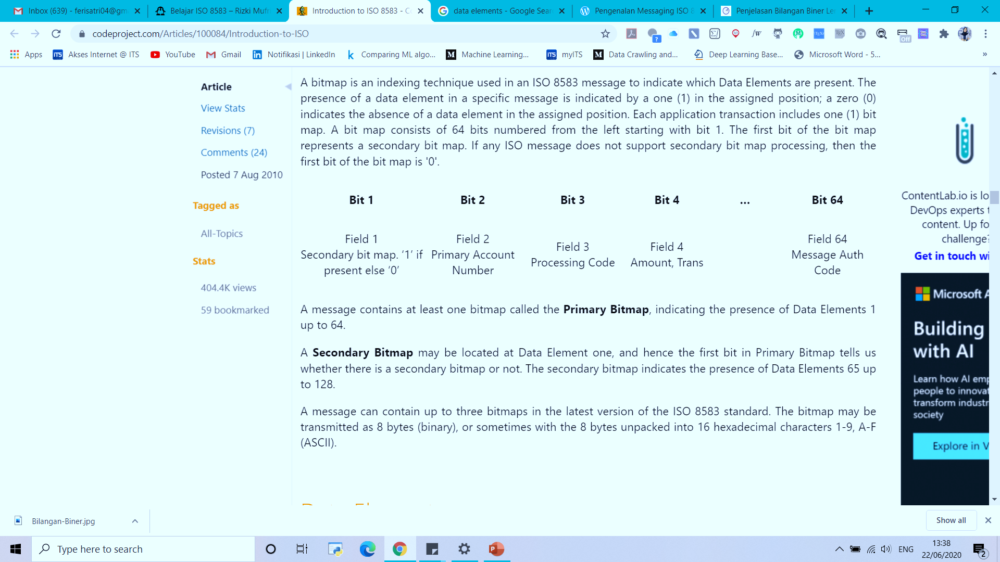 Inbox (639) - ferisatri04@gm
Belajar ISO 8583 – Rizki Mufri
Introduction to ISO 8583 - Co
data elements - Google Sear
Pengenalan Messaging ISO 8
Penjelasan Bilangan Biner Le
codeproject.com/Articles/100084/Introduction-to-ISO
Off
Apps
Akses Internet @ ITS
YouTube
Gmail
Notifikasi | LinkedIn
Comparing ML algo...
Machine Learning...
myITS
Data Crawling and...
Deep Learning Base...
Microsoft Word - 5...
»
Article
View Stats
Revisions (7)
Comments (24)
Posted 7 Aug 2010
Tagged as
All-Topics
Stats
404.4K views
59 bookmarked
A bitmap is an indexing technique used in an ISO 8583 message to indicate which Data Elements are present. The
presence of a data element in a specific message is indicated by a one (1) in the assigned position; a zero (0)
indicates the absence of a data element in the assigned position. Each application transaction includes one (1) bit
map. A bit map consists of 64 bits numbered from the left starting with bit 1. The first bit of the bit map
represents a secondary bit map. If any ISO message does not support secondary bit map processing, then the
first bit of the bit map is '0'.
Bit 1 Bit 2 Bit 3 Bit 4 ... Bit 64
Field 1
Secondary bit map. ‘1’ if
present else ‘0’
Field 2
Primary Account
Number
Field 3
Processing Code
Field 4
Amount, Trans
Field 64
Message Auth
Code
A message contains at least one bitmap called the Primary Bitmap, indicating the presence of Data Elements 1
up to 64.
A Secondary Bitmap may be located at Data Element one, and hence the first bit in Primary Bitmap tells us
whether there is a secondary bitmap or not. The secondary bitmap indicates the presence of Data Elements 65 up
to 128.
A message can contain up to three bitmaps in the latest version of the ISO 8583 standard. The bitmap may be
transmitted as 8 bytes (binary), or sometimes with the 8 bytes unpacked into 16 hexadecimal characters 1-9, A-F
(ASCII).
ContentLab.io is lo
DevOps experts t
content. Up fo
challenge?
Get in touch wi
Microsoft A
Building
with AI
Learn how AI emp
people to innovat
transform industr
society
Explore in V
Bilangan-Biner.jpg
Show all
Type here to search
ENG
13:38
22/06/2020
2